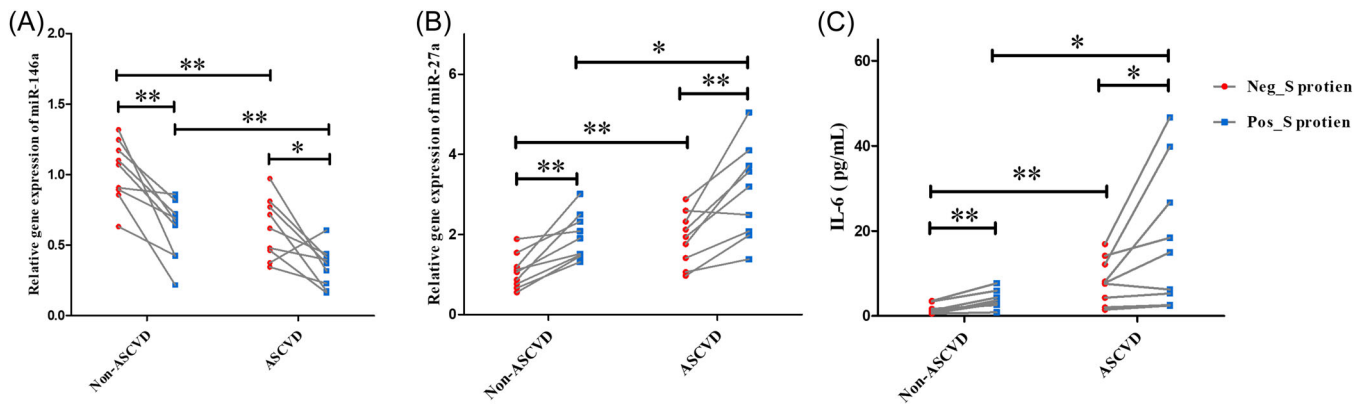 (A)
Relative gene expression of miR-146a
2.0
1.5
1.0
0.5
0.0
**
**
**
*
Non-ASCVD
ASCVD
(B)
Relative gene expression of miR-27a
6
4
2
0
*
**
**
**
Non-ASCVD
ASCVD
(C)
IL-6 ( pg/mL)
60
40
20
0
*
*
**
**
Non-ASCVD
ASCVD
Neg_S protien
Pos_S protien